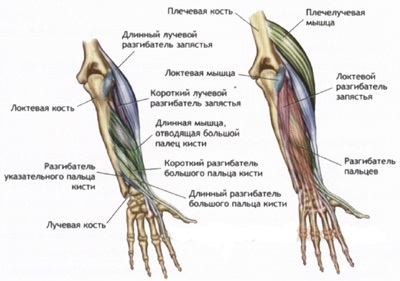 Плечевая кость
Плечелучевая
мышца
Длинный лучевой
разгибатель запястья
Локтевая мышца
Локтевой
разгибатель
запястья
Локтевая кость
Короткий лучевой
разгибатель запястья
Длинная мышца,
отводящая большой
палец кисти
Разгибатель
указательного пальца
кисти
Короткий разгибатель
большого пальца кисти
Разгибатель
пальцев
Длинный разгибатель
большого пальца кисти
Лучевая кость